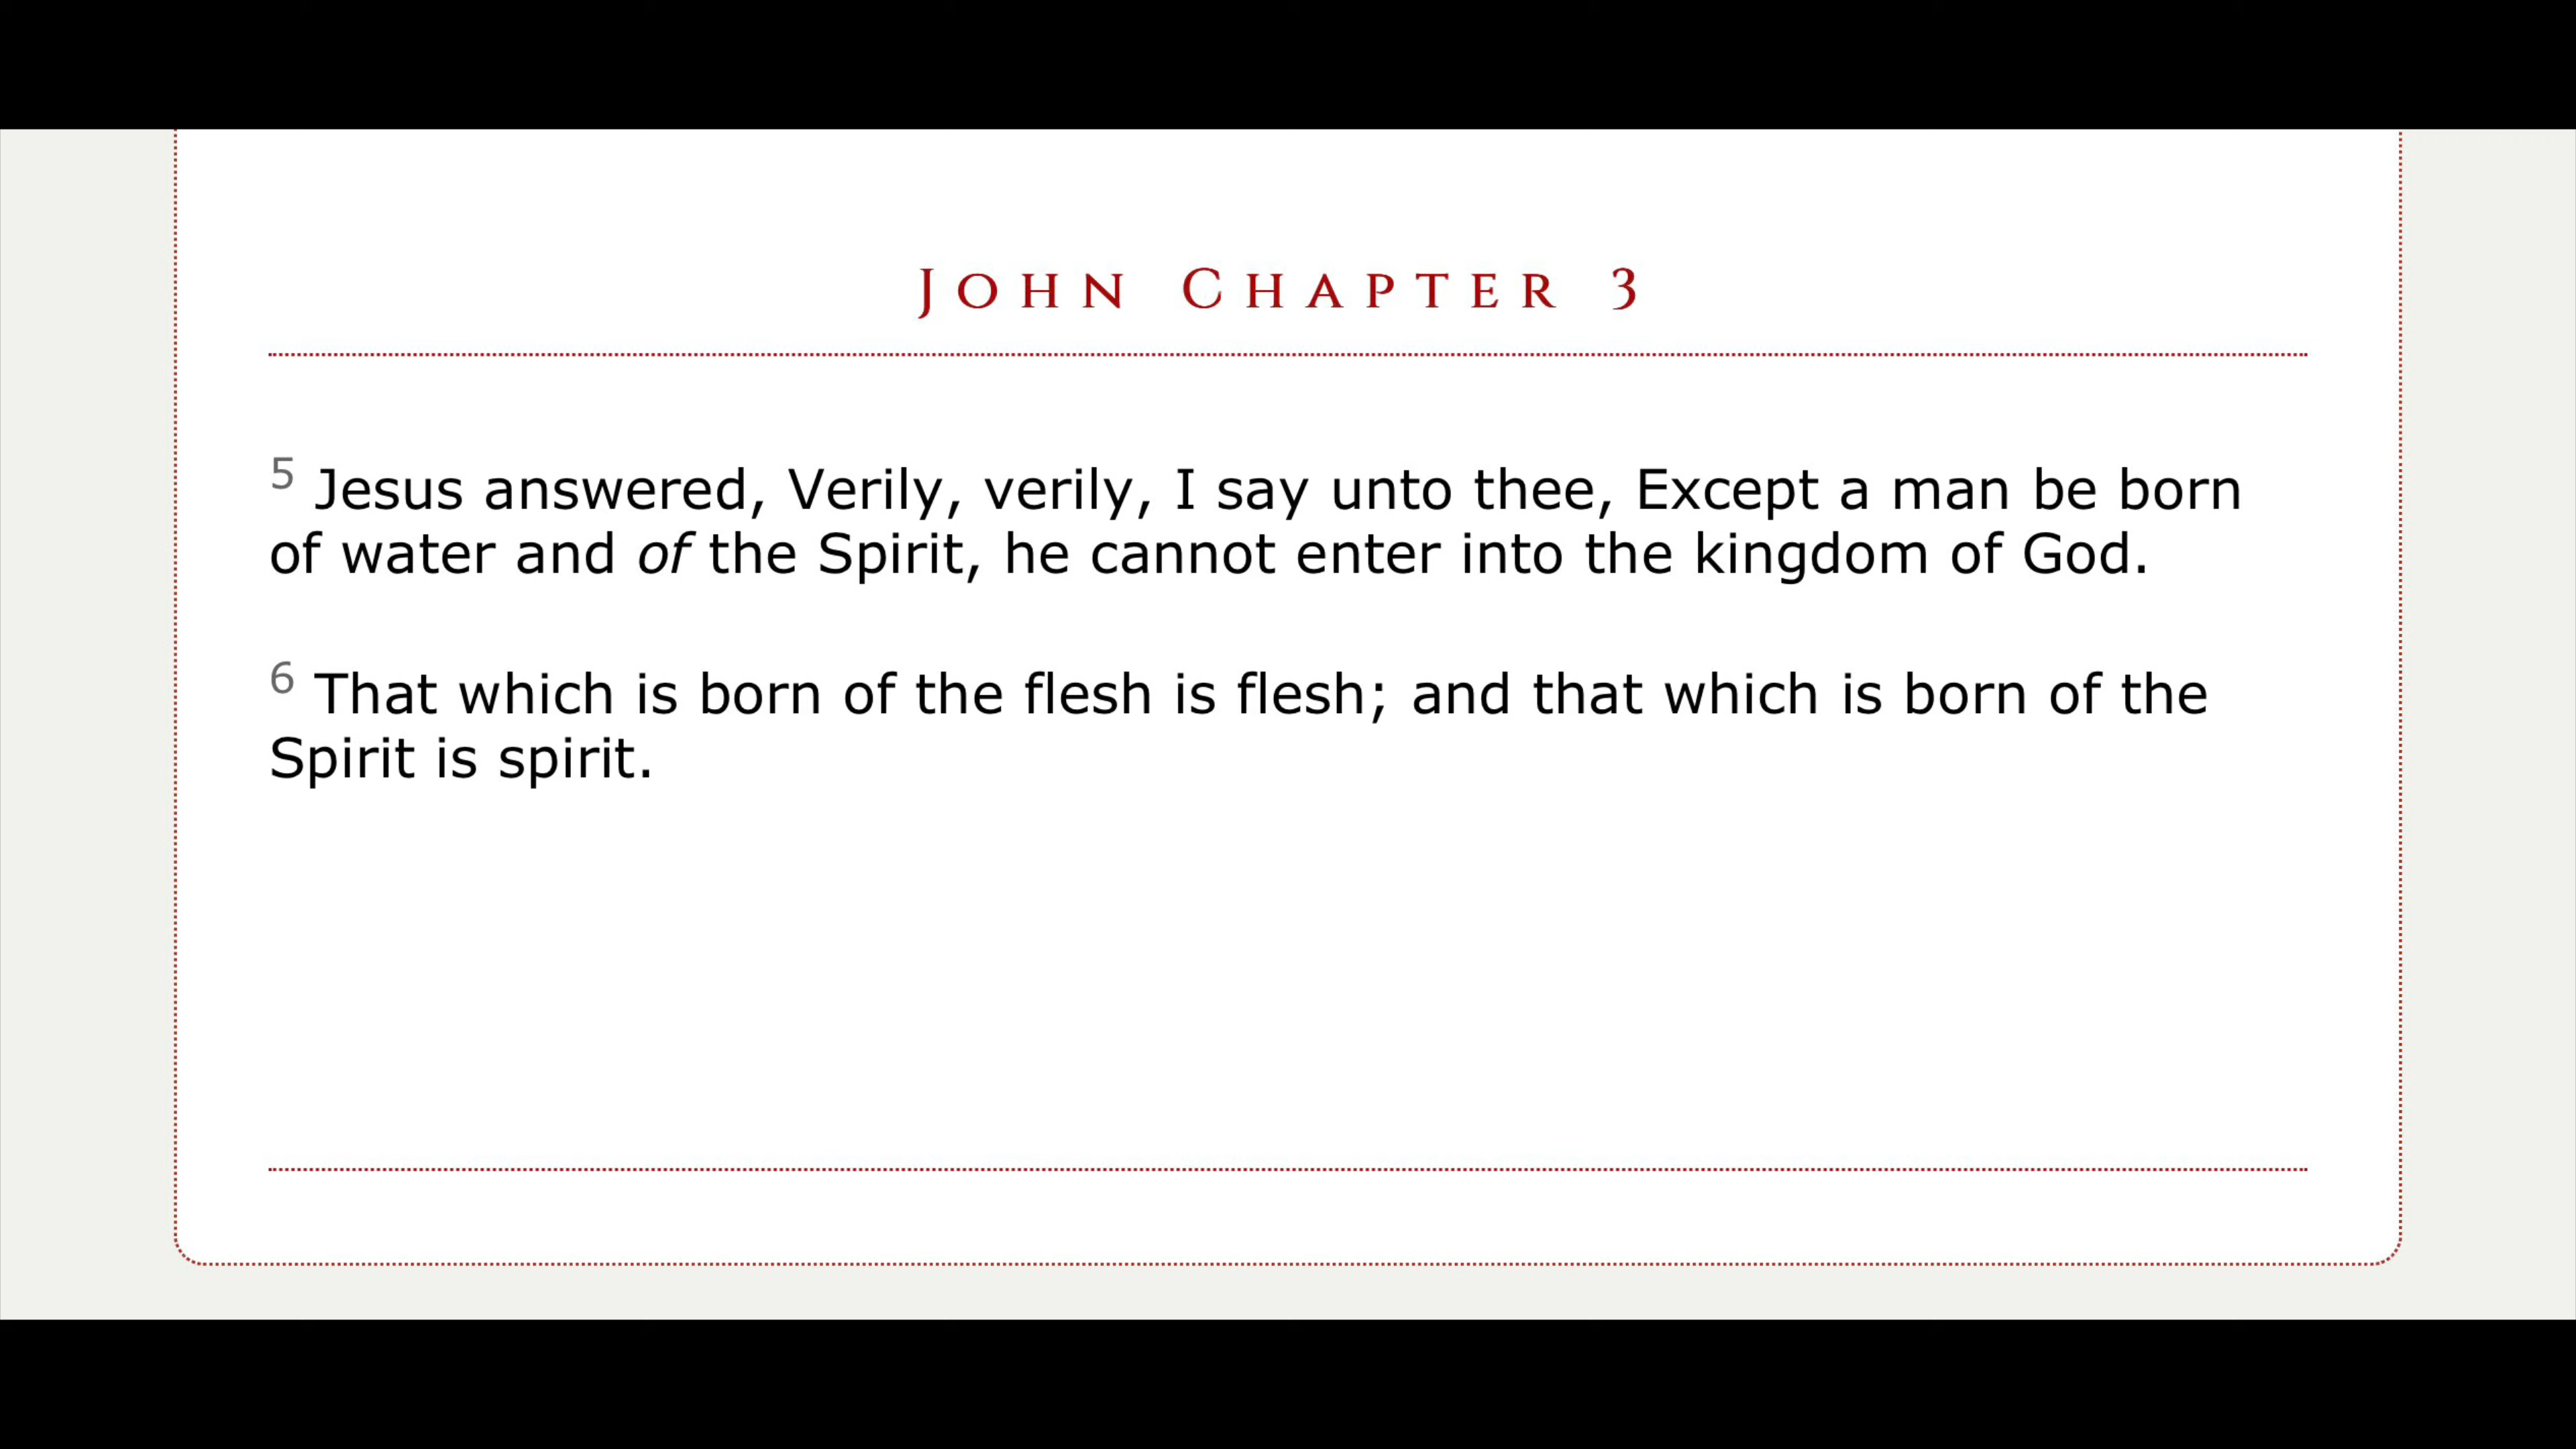 John Chapter 3
5 Jesus answered, Verily, verily, I say unto thee, Except a man be born
of water and of the Spirit, he cannot enter into the kingdom of God.
6 That which is born of the flesh is flesh; and that which is born of the
Spirit is spirit.